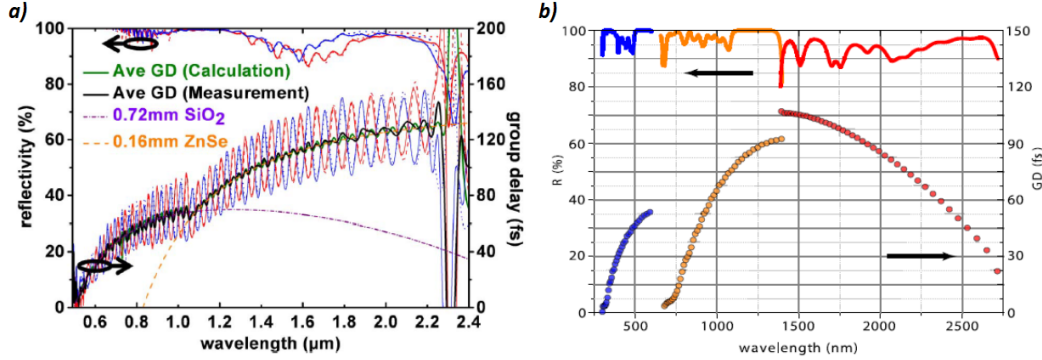 a)
reflectivity (%)
100
80
60
40
20
0
Ave GD (Calculation)
Ave GD (Measurement)
0.72mm SiO2
0.16mm ZnSe
200
160
120
80
40
0
group delay (fs)
0.6 0.8 1.0 1.2 1.4 1.6 1.8 2.0 2.2 2.4
wavelength (μm)
b)
R (%)
100
80
60
40
20
0
150
120
90
60
30
0
GD (fs)
500 1000 1500 2000 2500
wavelength (nm)